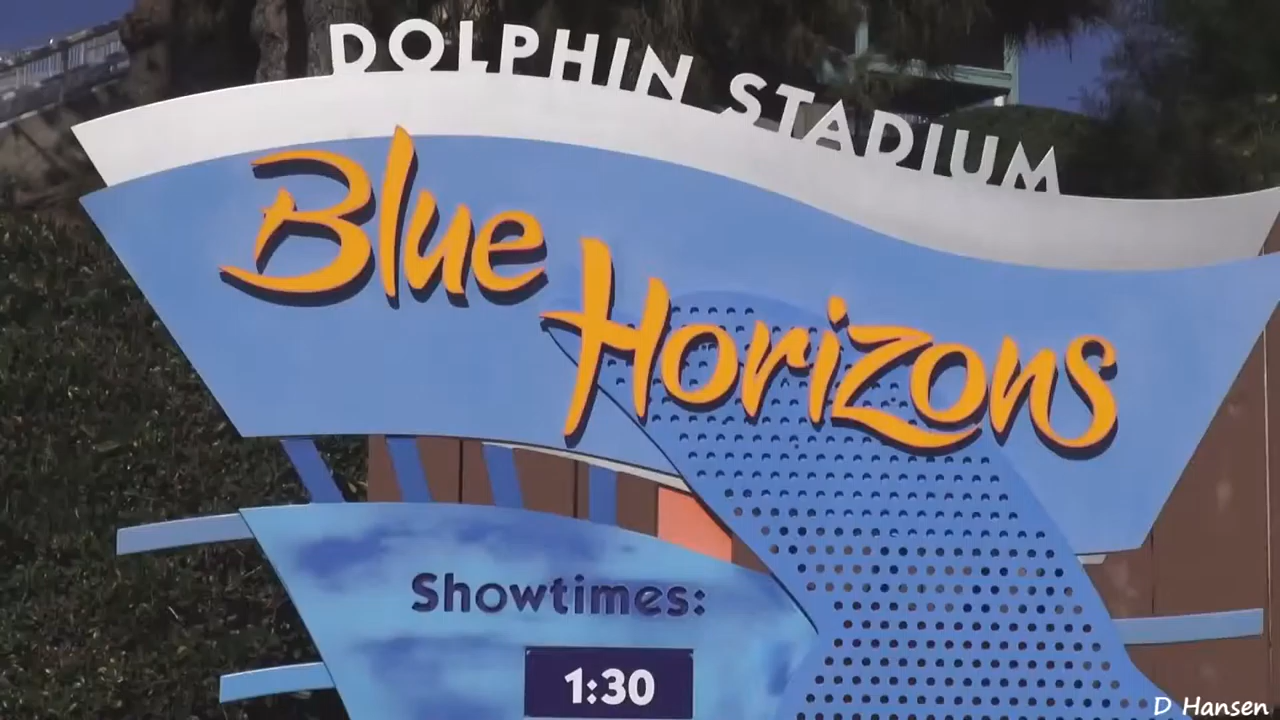 DOLPHIN STADIUM
Blue
Horizons
Showtimes:
1:30
D Hansen